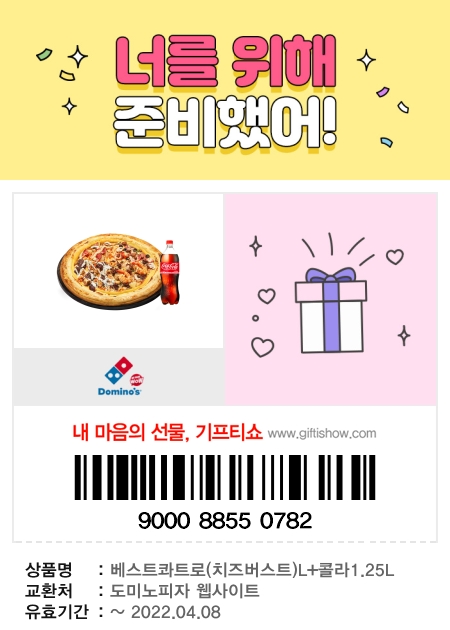 너를 위해
준비했어!
Coca-Cola
Domino's
내 마음의 선물, 기프티쇼 www.giftishow.com
9000 8855 0782
상품명 : 베스트콰트로(치즈버스트)L+콜라1.25L
교환처 : 도미노피자 웹사이트
유효기간 : ~ 2022.04.08